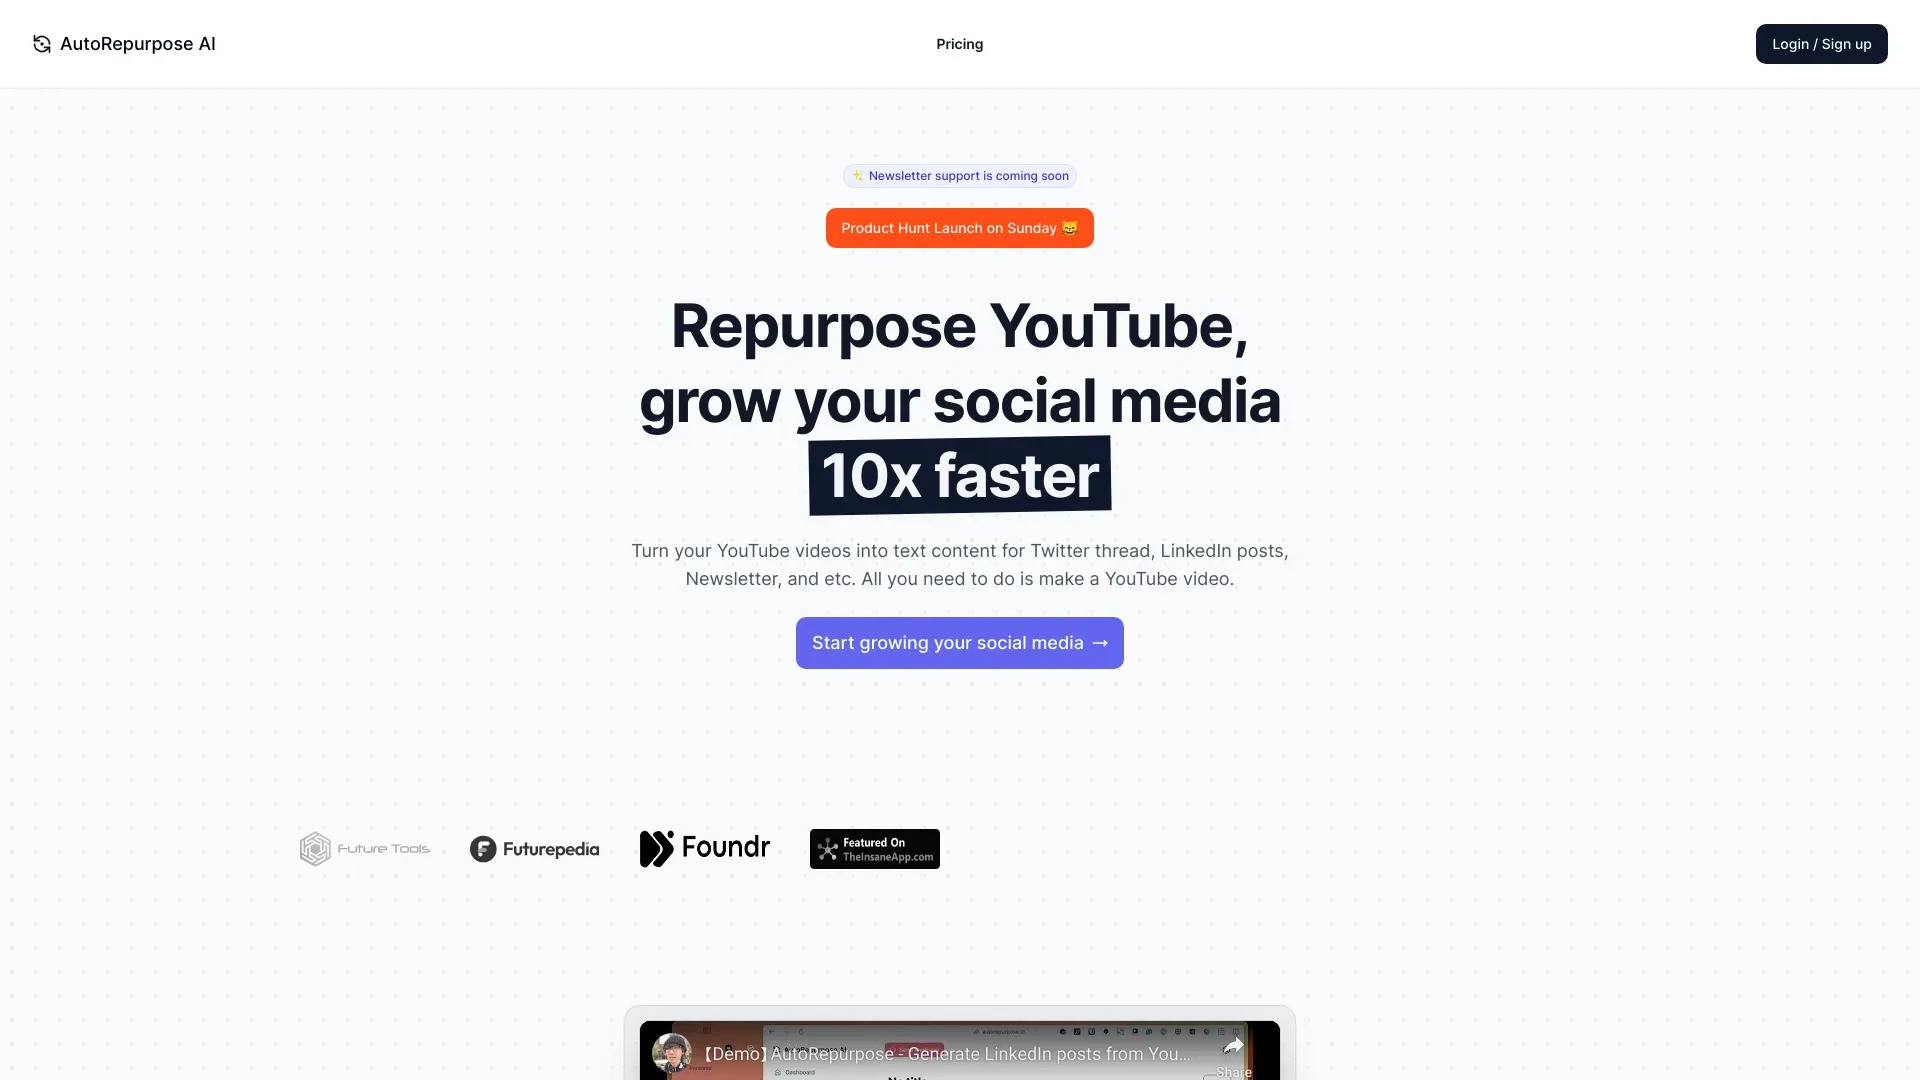 AutoRepurpose AI
Pricing
Login / Sign up
✨ Newsletter support is coming soon
Product Hunt Launch on Sunday 😸
Repurpose YouTube,
grow your social media
10x faster
Turn your YouTube videos into text content for Twitter thread, LinkedIn posts,
Newsletter, and etc. All you need to do is make a YouTube video.
Start growing your social media →
Future Tools
Futurepedia
Foundr
Featured On
TheInsaneApp.com
【Demo】AutoRepurpose - Generate LinkedIn posts from You...
Share
Dashboard